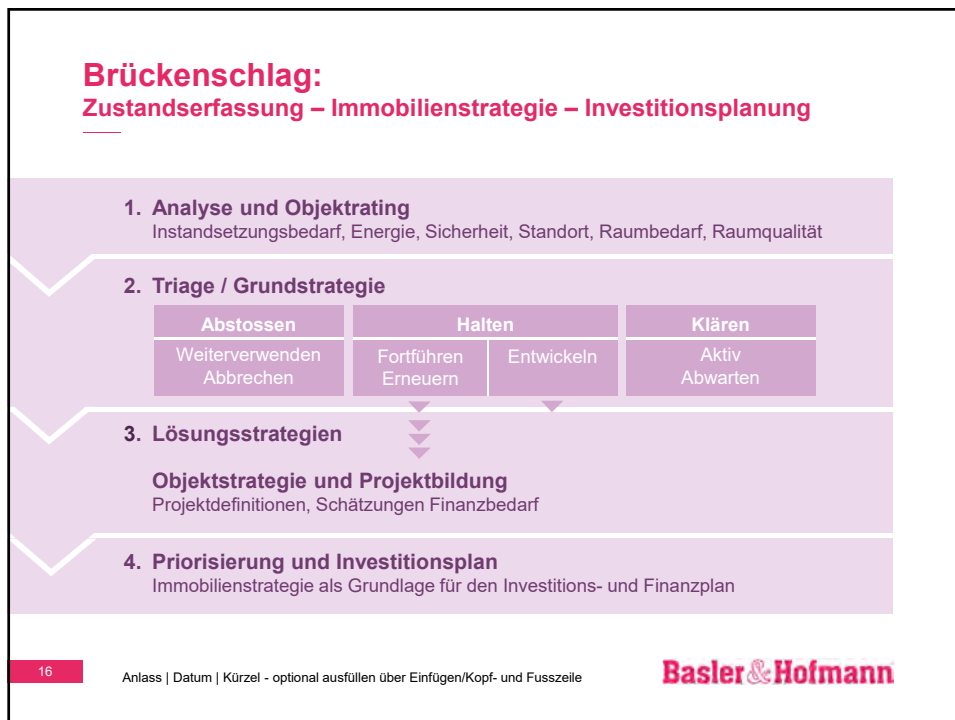 Brückenschlag:
Zustandserfassung – Immobilienstrategie – Investitionsplanung
1. Analyse und Objektrating
Instandsetzungsbedarf, Energie, Sicherheit, Standort, Raumbedarf, Raumqualität
2. Triage / Grundstrategie
Abstossen Halten Klären
Weiterverwenden Fortführen Entwickeln Aktiv
Abbrechen Erneuern Abwarten
3. Lösungsstrategien
Objektstrategie und Projektbildung
Projektdefinitionen, Schätzungen Finanzbedarf
4. Priorisierung und Investitionsplan
Immobilienstrategie als Grundlage für den Investitions- und Finanzplan
16 Anlass | Datum | Kürzel - optional ausfüllen über Einfügen/Kopf- und Fusszeile Basler & Hofmann